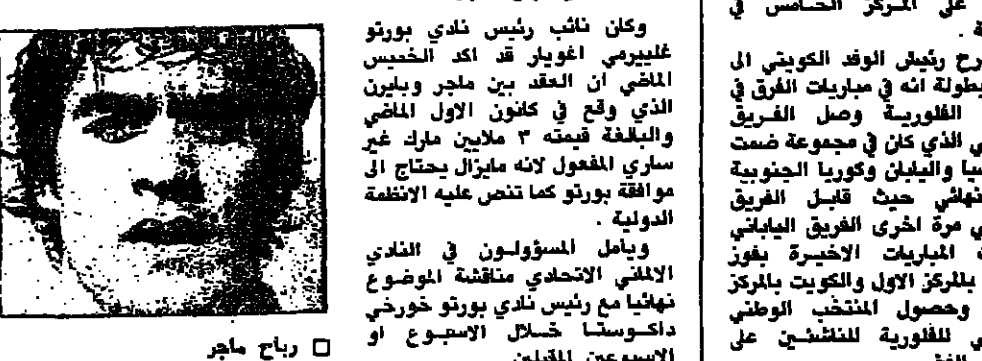 وكان نائب رئيس نادي بورتو
غلييرمي اغويار قد اكد الخميس
الماضي ان العقد بين ماجر وبايرن
الذي وقع في كانون الاول الماضي
والبالغة قيمته ٣ ملايين مارك غير
ساري المفعول لانه مايزال يحتاج الى
موافقة بورتو كما تنص عليه الانظمة
الدولية .
ويامل المسؤولون في النادي
الالماني الاتحادي مناقشة الموضوع
نهائيا مع رئيس نادي بورتو خورخي
داكوستا خلال الاسبوع او
الاسبوعين المقبلين
□ رباح ماجر
على المركز الخامس في
رح رئيس الوفد الكويتي الى
بطولة انه في مباريات الفرق في
الفلورية وصل الفريق
ي الذي كان في مجموعة ضمت
سيا واليابان وكوريا الجنوبية
نهائي حيث قابل الفريق
ي مرة اخرى الفريق الياباني
المباريات الاخيرة بفوز
بالمركز الاول والكويت بالمركز
وحصول المنتخب الوطني
ي للفلورية للناشئين على